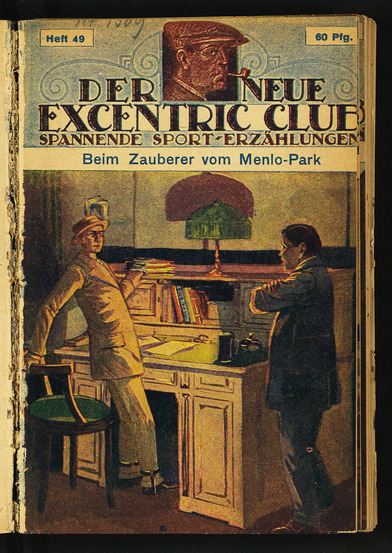 Heft 49
60 Pfg.
DER NEUE
EXCENTRIC CLUB
SPANNENDE SPORT-ERZÄHLUNGEN
Beim Zauberer vom Menlo-Park